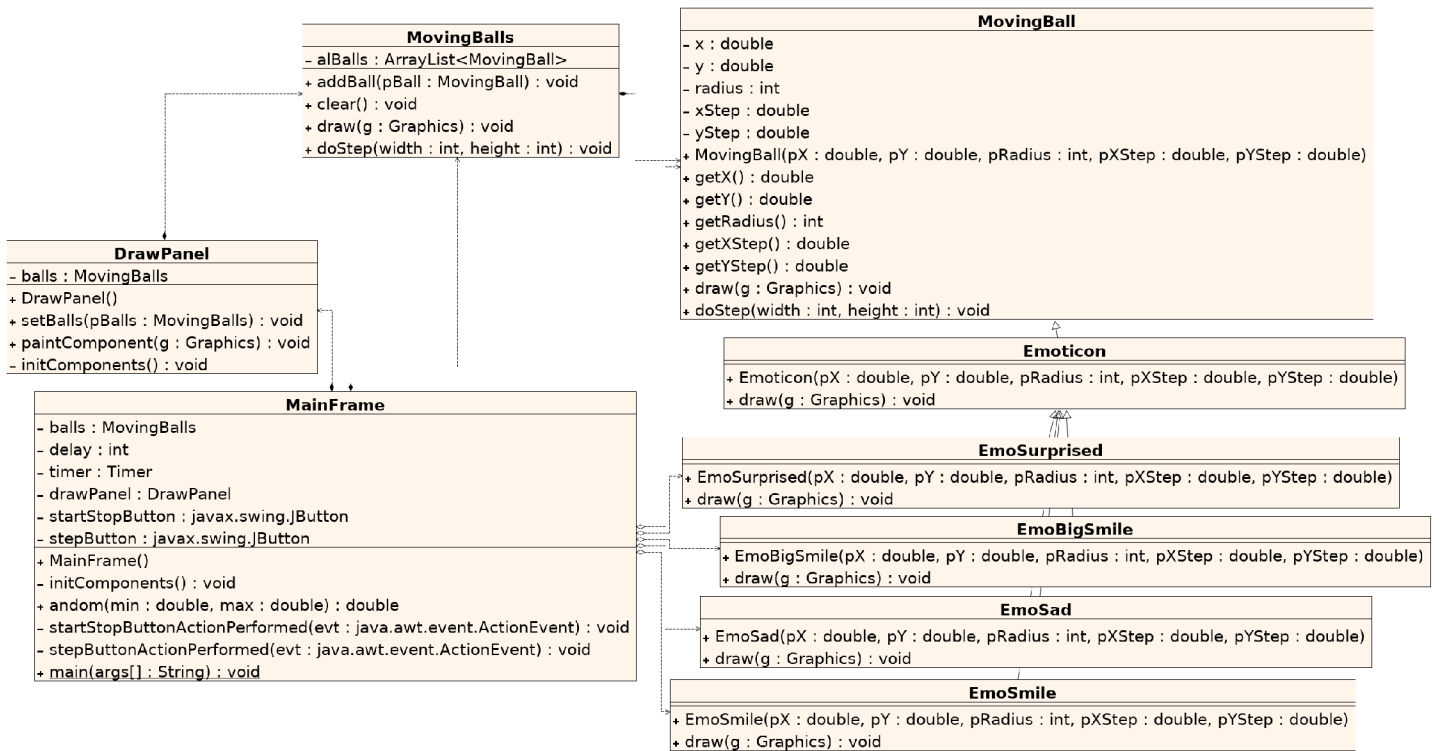 MovingBalls
- alBalls : ArrayList<MovingBall>
+ addBall(pBall : MovingBall) : void
+ clear() : void
+ draw(g : Graphics) : void
+ doStep(width : int, height : int) : void
MovingBall
- x : double
- y : double
- radius : int
- xStep : double
- yStep : double
+ MovingBall(pX : double, pY : double, pRadius : int, pXStep : double, pYStep : double)
+ getX() : double
+ getY() : double
+ getRadius() : int
+ getXStep() : double
+ getYStep() : double
+ draw(g : Graphics) : void
+ doStep(width : int, height : int) : void
DrawPanel
- balls : MovingBalls
+ DrawPanel()
+ setBalls(pBalls : MovingBalls) : void
+ paintComponent(g : Graphics) : void
- initComponents() : void
Emoticon
+ Emoticon(pX : double, pY : double, pRadius : int, pXStep : double, pYStep : double)
+ draw(g : Graphics) : void
MainFrame
- balls : MovingBalls
- delay : int
- timer : Timer
- drawPanel : DrawPanel
- startStopButton : javax.swing.JButton
- stepButton : javax.swing.JButton
+ MainFrame()
- initComponents() : void
+ andom(min : double, max : double) : double
- startStopButtonActionPerformed(evt : java.awt.event.ActionEvent) : void
- stepButtonActionPerformed(evt : java.awt.event.ActionEvent) : void
+ main(args[] : String) : void
EmoSurprised
+ EmoSurprised(pX : double, pY : double, pRadius : int, pXStep : double, pYStep : double)
+ draw(g : Graphics) : void
EmoBigSmile
+ EmoBigSmile(pX : double, pY : double, pRadius : int, pXStep : double, pYStep : double)
+ draw(g : Graphics) : void
EmoSad
+ EmoSad(pX : double, pY : double, pRadius : int, pXStep : double, pYStep : double)
+ draw(g : Graphics) : void
EmoSmile
+ EmoSmile(pX : double, pY : double, pRadius : int, pXStep : double, pYStep : double)
+ draw(g : Graphics) : void